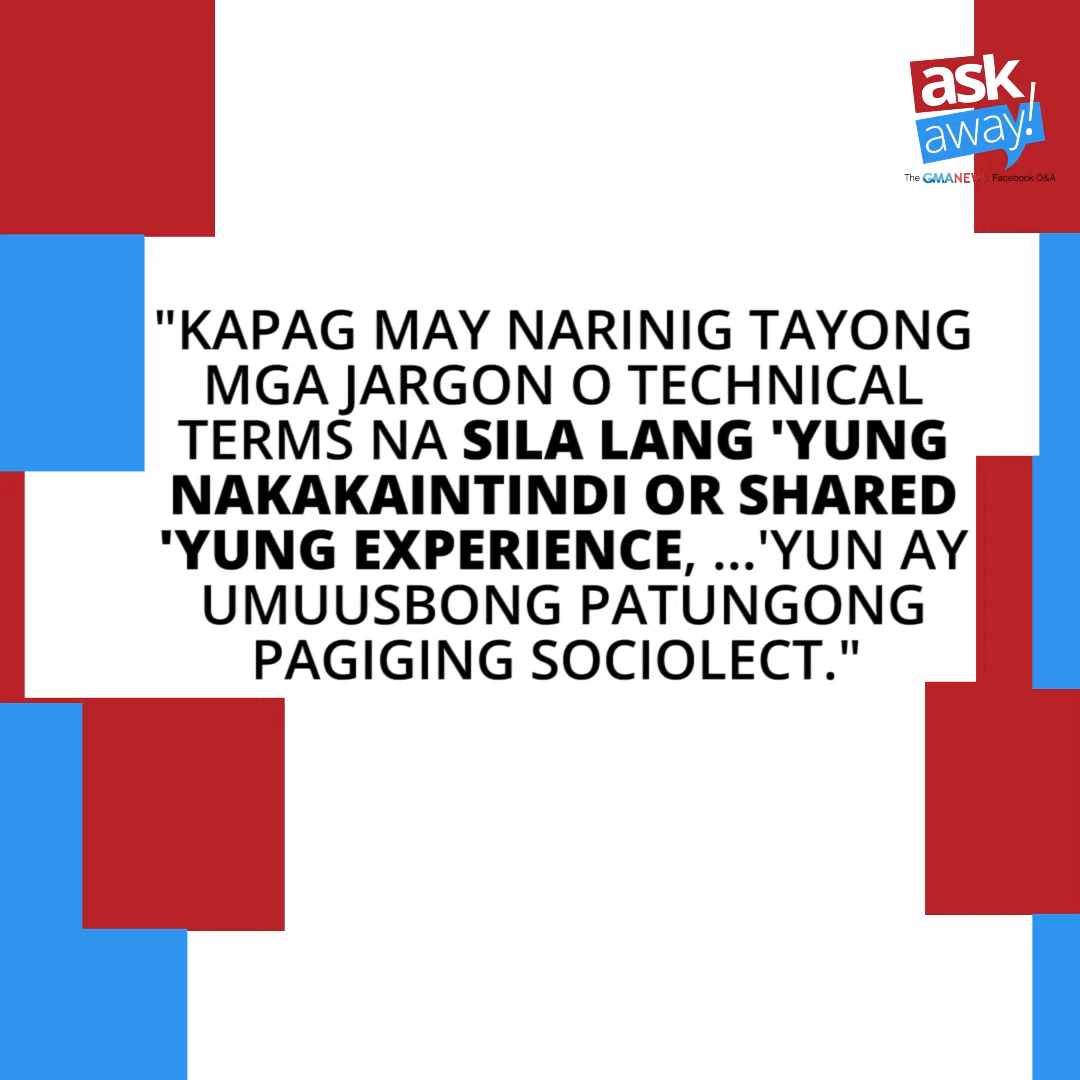 ask
away!
The GMANEWS Facebook Q&A
"KAPAG MAY NARINIG TAYONG
MGA JARGON O TECHNICAL
TERMS NA SILA LANG 'YUNG
NAKAKAINTINDI OR SHARED
'YUNG EXPERIENCE, ...'YUN AY
UMUUSBONG PATUNGONG
PAGIGING SOCIOLECT."